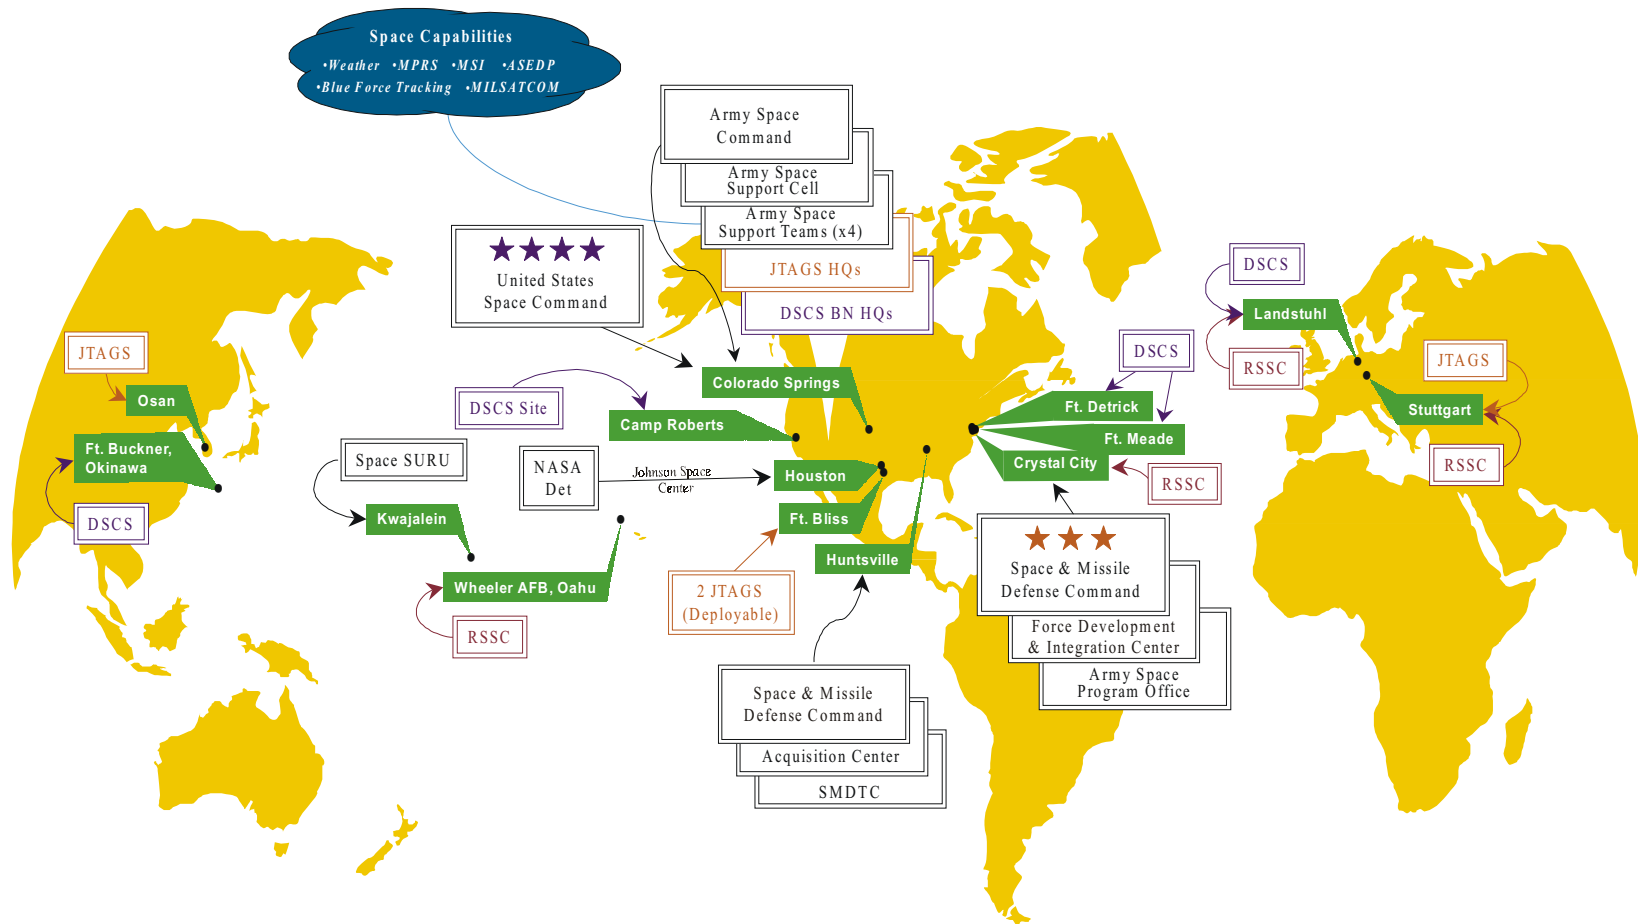 Space Capabilities
•Weather •MPRS •MSI •ASEDP
•Blue Force Tracking •MILSATCOM
Army Space
Command
Army Space
Support Cell
Army Space
Support Teams (x4)
JTAGS HQs
DSCS BN HQs
United States
Space Command
DSCS
Landstuhl
RSSC
JTAGS
Stuttgart
RSSC
JTAGS
Osan
Ft. Buckner,
Okinawa
DSCS
Colorado Springs
DSCS Site
Camp Roberts
DSCS
Ft. Detrick
Ft. Meade
Crystal City
RSSC
Space SURU
Kwajalein
NASA
Det
Johnson Space
Center
Houston
Ft. Bliss
Huntsville
Wheeler AFB, Oahu
RSSC
2 JTAGS
(Deployable)
Space & Missile
Defense Command
Force Development
& Integration Center
Army Space
Program Office
Space & Missile
Defense Command
Acquisition Center
SMDTC